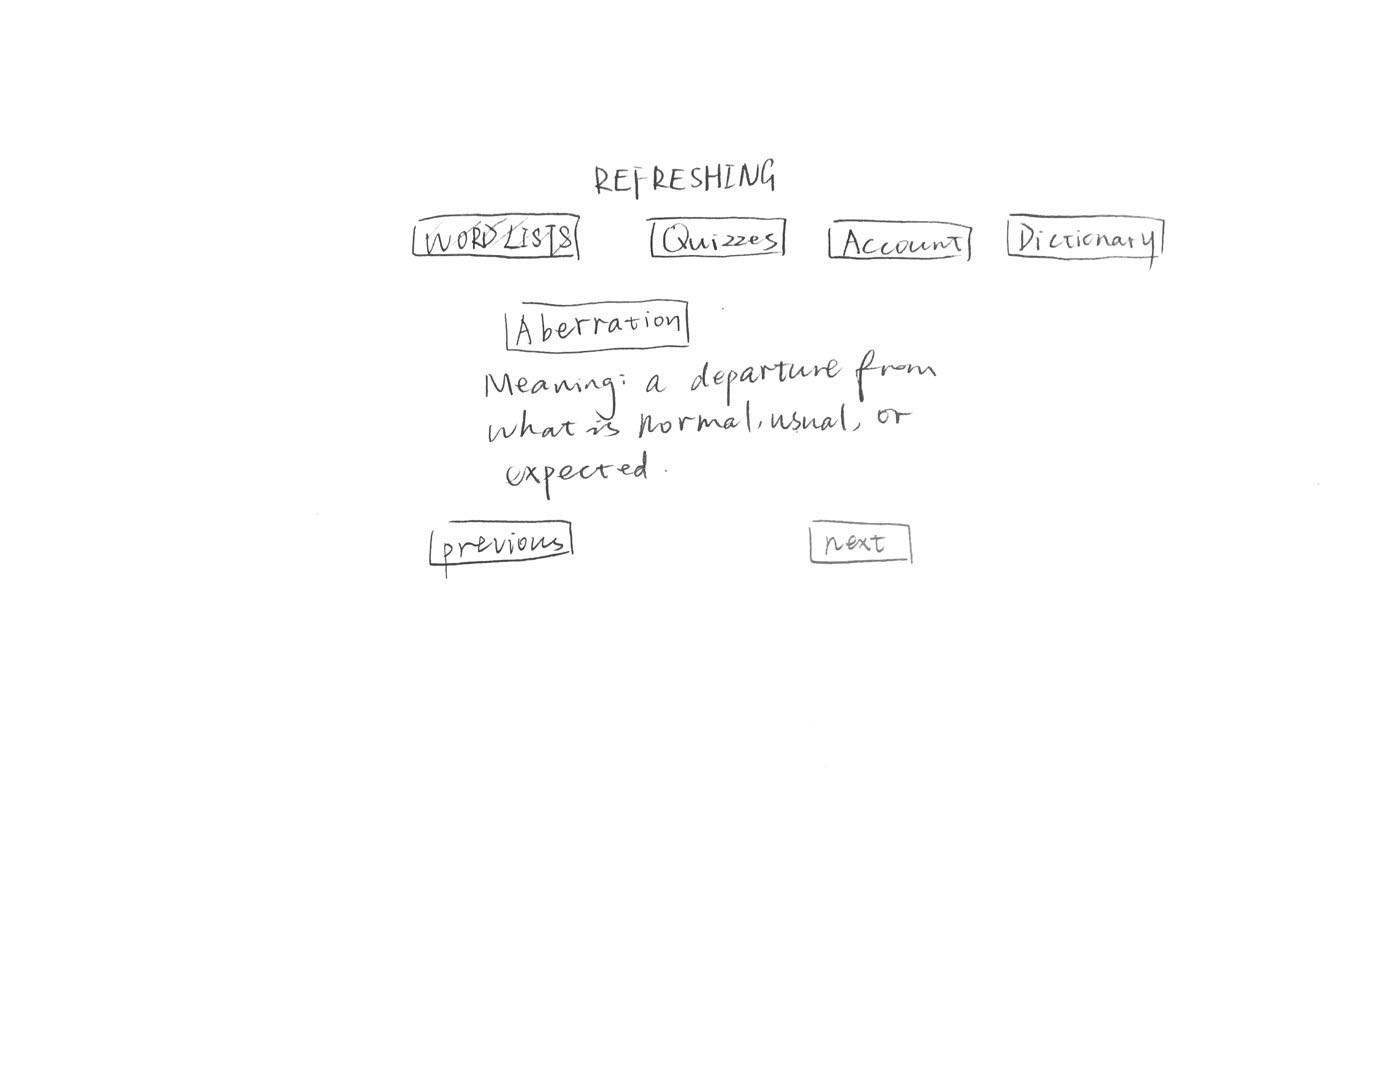 REFRESHING
WORD LISTS Quizzes Account Dictionary
Aberration
Meaning: a departure from
what is normal, usual, or
expected.
previous next